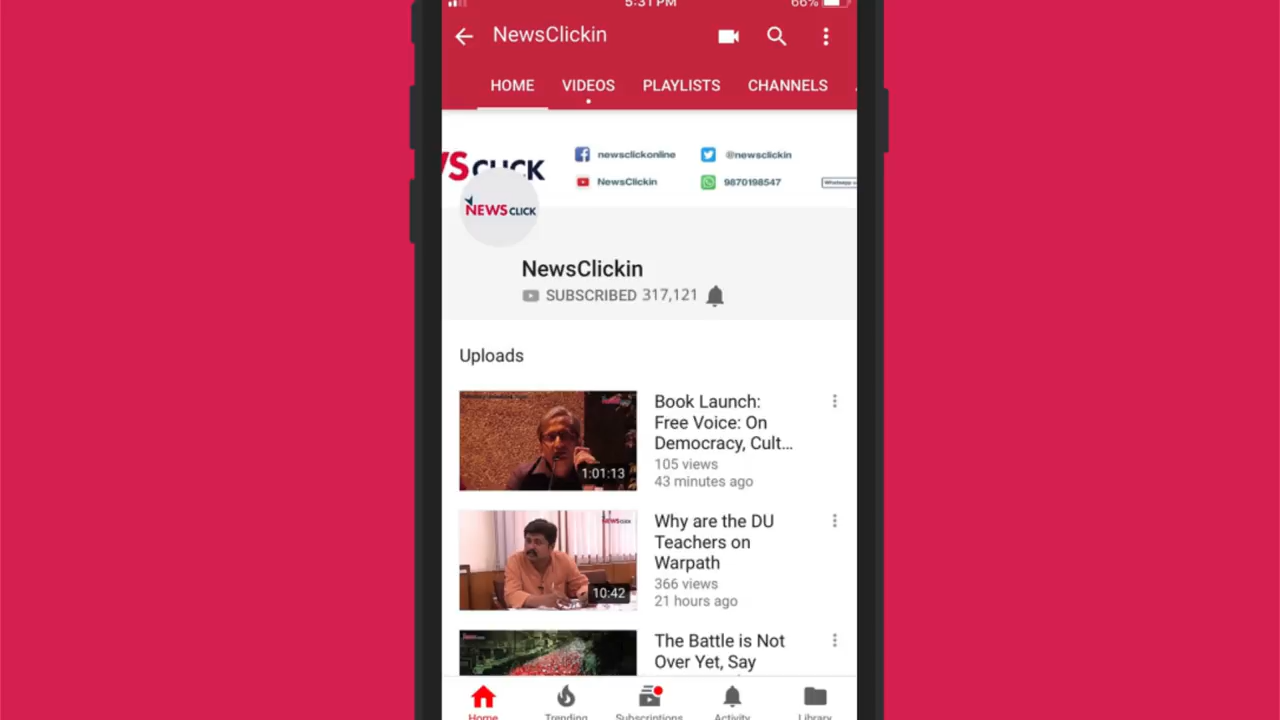 5:31 PM
66%
NewsClickin
HOME VIDEOS PLAYLISTS CHANNELS
CLICK
newsclickonline @newsclickin
NewsClickin 9870198547
NEWS CLICK
NewsClickin
SUBSCRIBED 317,121
Uploads
Book Launch:
Free Voice: On
Democracy, Cult...
105 views
43 minutes ago
1:01:13
Why are the DU
Teachers on
Warpath
366 views
21 hours ago
NEWSCLICK
10:42
The Battle is Not
Over Yet, Say
Home Trending Subscriptions Activity Library